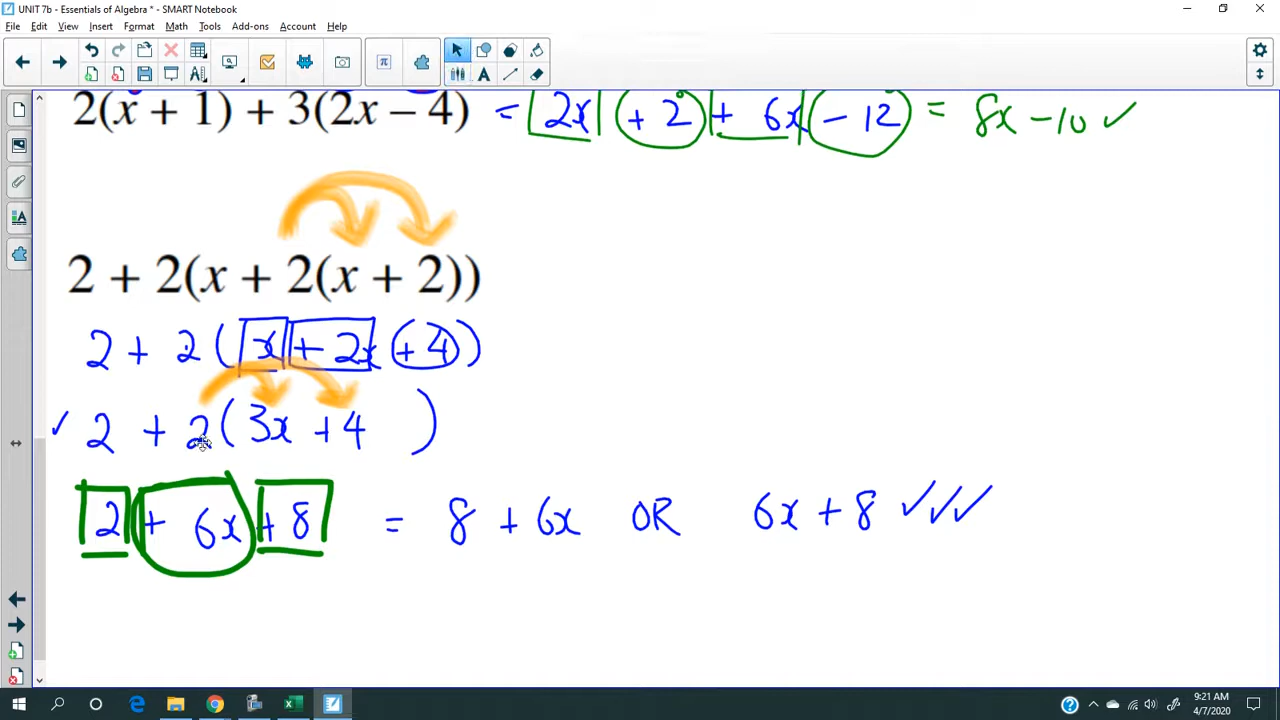 UNIT 7b - Essentials of Algebra * - SMART Notebook
File Edit View Insert Format Math Tools Add-ons Account Help
2(x + 1) + 3(2x – 4) = 2x + 2 + 6x - 12 = 8x - 10 ✓
2 + 2(x + 2(x + 2))
2 + 2 ( x + 2x + 4 )
✓ 2 + 2 ( 3x + 4 )
2 + 6x + 8 = 8 + 6x OR 6x + 8 ✓✓✓
9:21 AM
4/7/2020